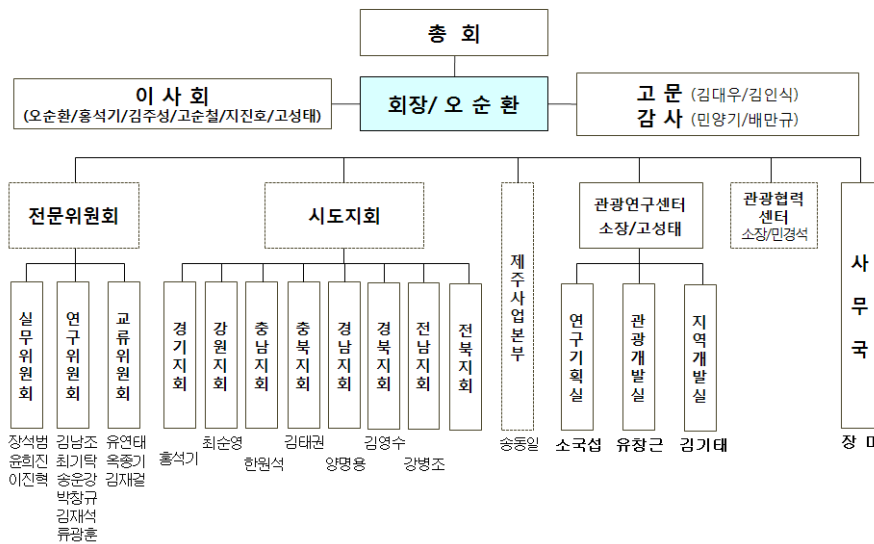 총 회
이 사 회
(오순환/홍석기/김주성/고순철/지진호/고성태)
회장/ 오 순 환
고 문 (김대우/김인식)
감 사 (민양기/배만규)
전문위원회
시도지회
제주사업본부
관광연구센터
소장/고성태
관광협력
센터
소장/민경석
사무국
실무위원회
연구위원회
교류위원회
경기지회
강원지회
충남지회
충북지회
경남지회
경북지회
전남지회
전북지회
연구기획실
관광개발실
지역개발실
장석범
윤희진
이진혁
김남조
최기탁
송운강
박창규
김재석
류광훈
유연태
옥종기
김재걸
홍석기
최순영
한원석
김태권
양명용
김영수
강병조
송동일
소국섭
유창근
김기태
장